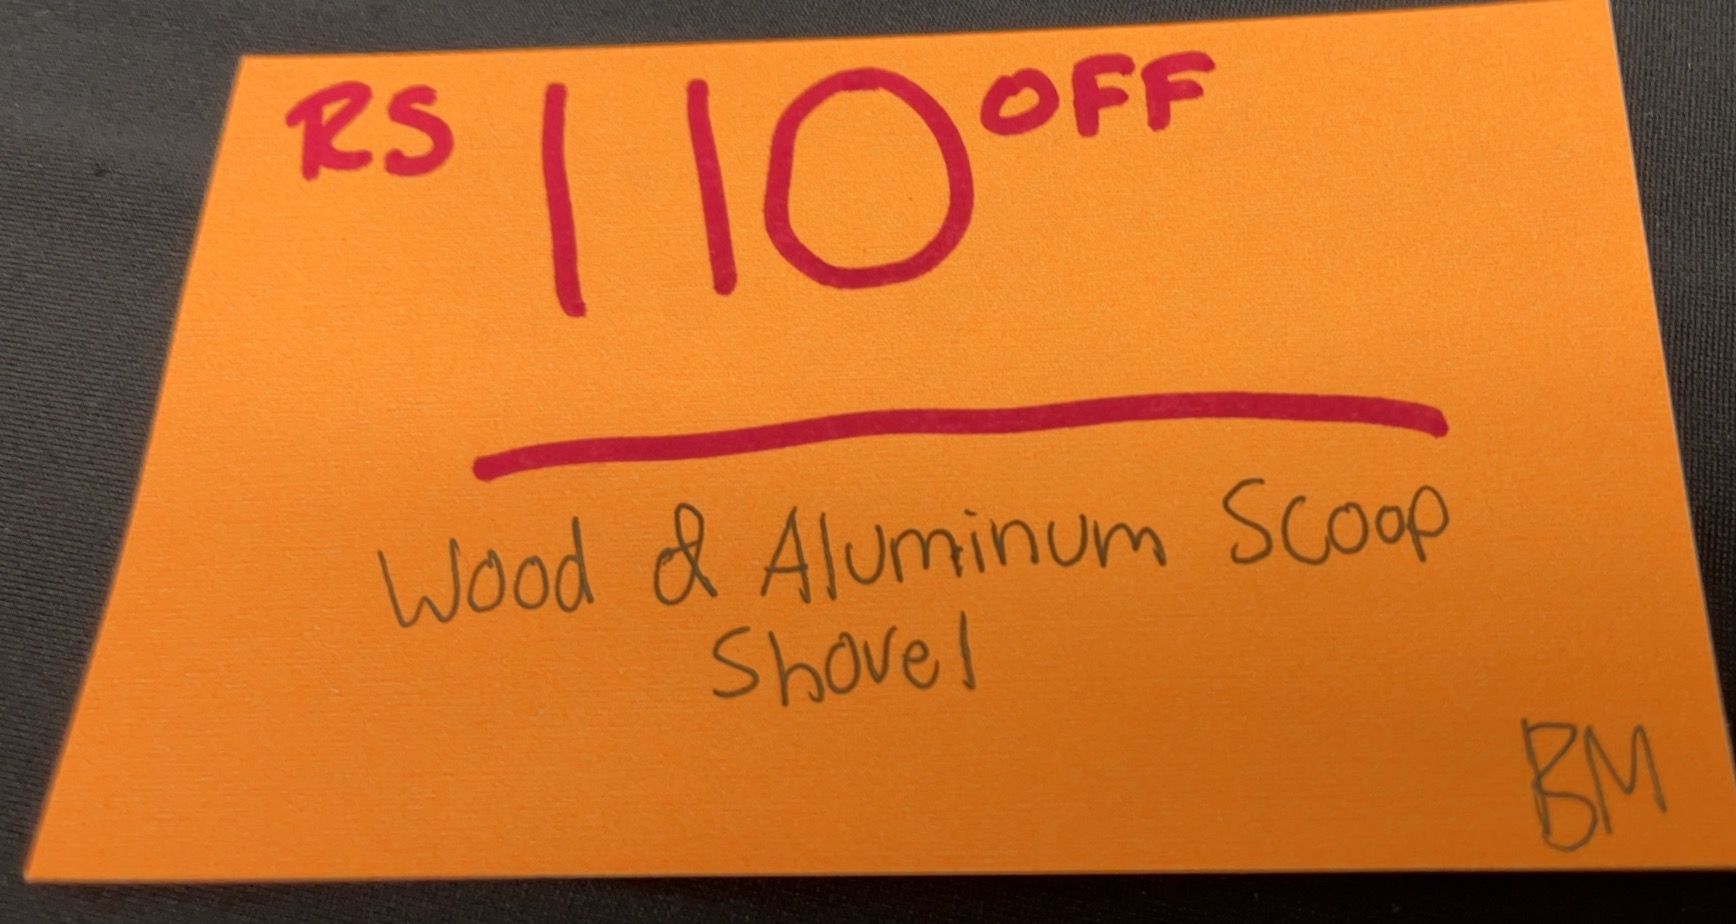 RS 110 OFF
Wood & Aluminum Scoop
Shovel
BM